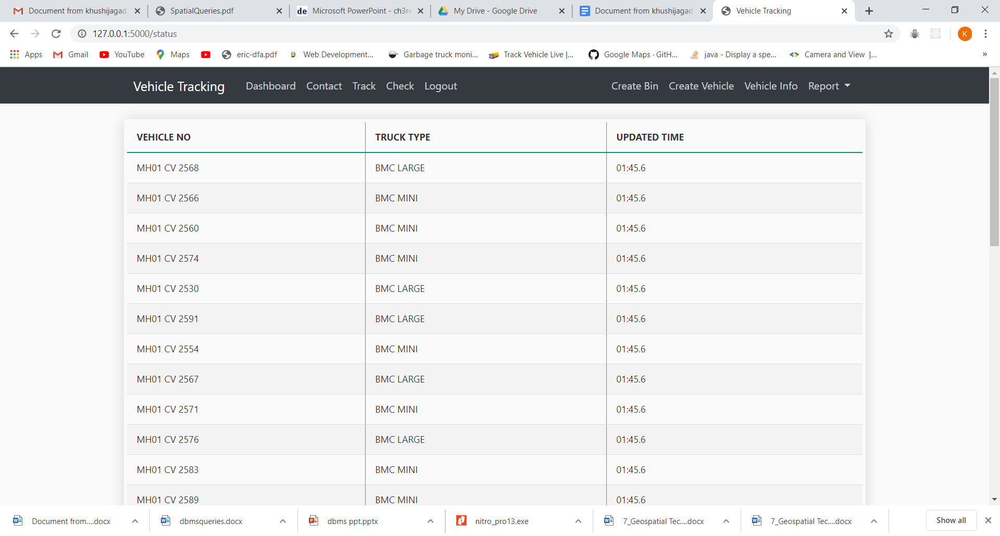 Document from khushijagad
SpatialQueries.pdf
de Microsoft PowerPoint - ch3re
My Drive - Google Drive
Document from khushijagad
Vehicle Tracking
127.0.0.1:5000/status
K
Apps
Gmail
YouTube
Maps
eric-dfa.pdf
Web Development...
Garbage truck moni...
Track Vehicle Live |...
Google Maps · GitH...
java - Display a spe...
Camera and View |...
»
Vehicle Tracking Dashboard Contact Track Check Logout Create Bin Create Vehicle Vehicle Info Report
VEHICLE NO TRUCK TYPE UPDATED TIME
MH01 CV 2568 BMC LARGE 01:45.6
MH01 CV 2566 BMC MINI 01:45.6
MH01 CV 2560 BMC MINI 01:45.6
MH01 CV 2574 BMC MINI 01:45.6
MH01 CV 2530 BMC LARGE 01:45.6
MH01 CV 2591 BMC LARGE 01:45.6
MH01 CV 2554 BMC MINI 01:45.6
MH01 CV 2567 BMC LARGE 01:45.6
MH01 CV 2571 BMC MINI 01:45.6
MH01 CV 2576 BMC LARGE 01:45.6
MH01 CV 2583 BMC MINI 01:45.6
MH01 CV 2589 BMC MINI 01:45.6
Document from....docx
dbmsqueries.docx
dbms ppt.pptx
nitro_pro13.exe
7_Geospatial Tec....docx
7_Geospatial Tec....docx
Show all